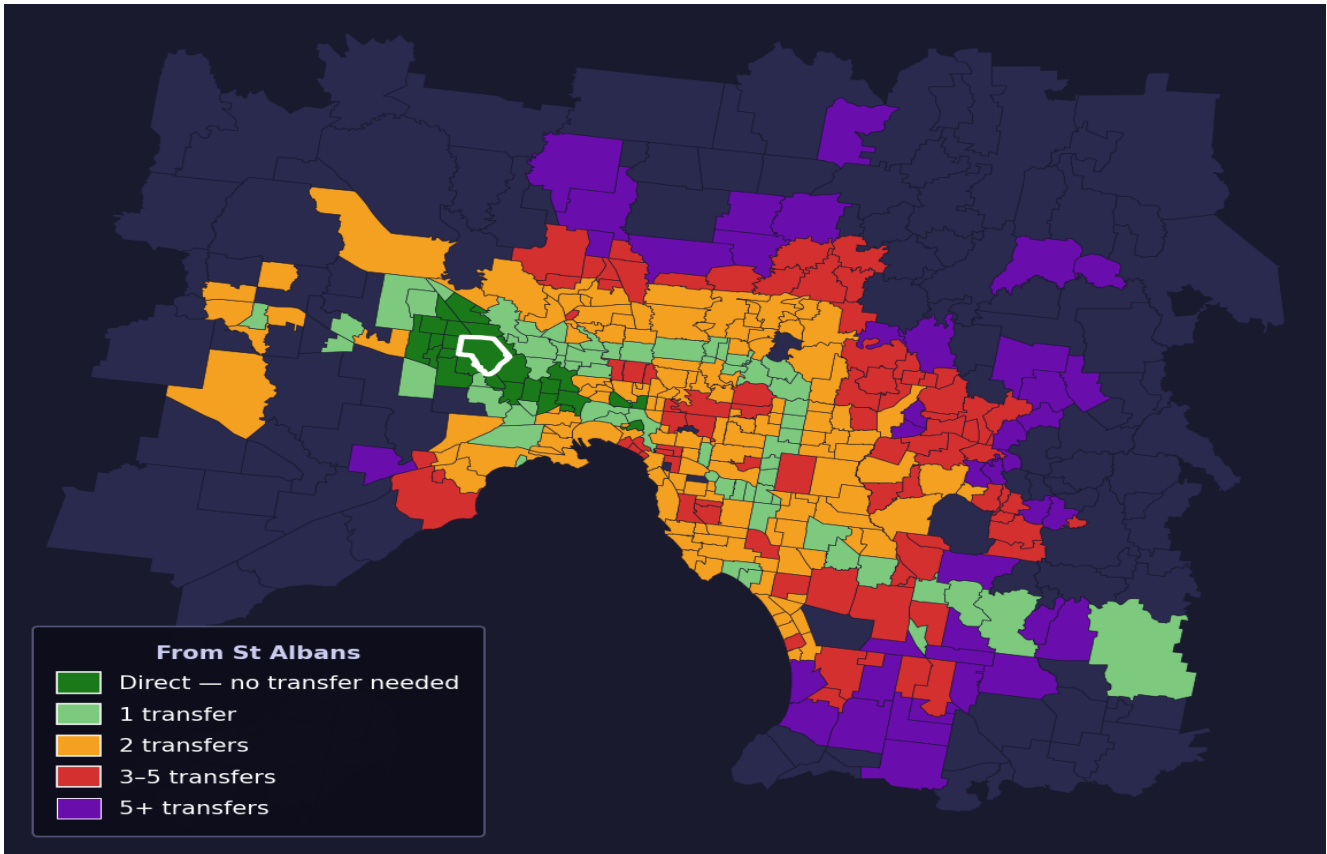 From St Albans
Direct — no transfer needed
1 transfer
2 transfers
3–5 transfers
5+ transfers